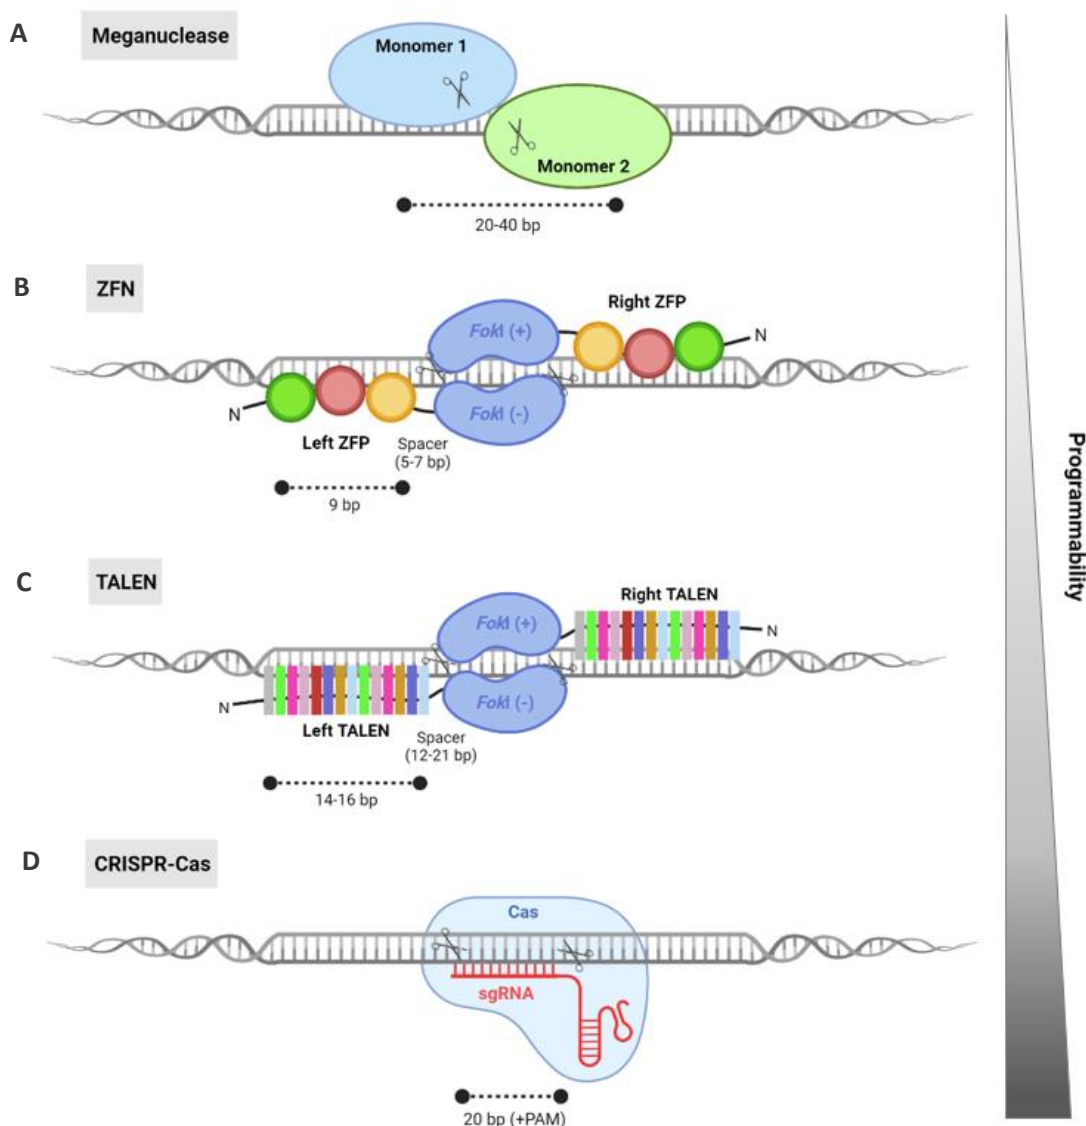 A
Meganuclease
Monomer 1
Monomer 2
20-40 bp
B
ZFN
Right ZFP
FokI (+)
N
FokI (-)
N
Left ZFP
Spacer
(5-7 bp)
9 bp
C
TALEN
Right TALEN
FokI (+)
N
FokI (-)
N
Left TALEN
Spacer
(12-21 bp)
14-16 bp
D
CRISPR-Cas
Cas
sgRNA
20 bp (+PAM)
Programmability